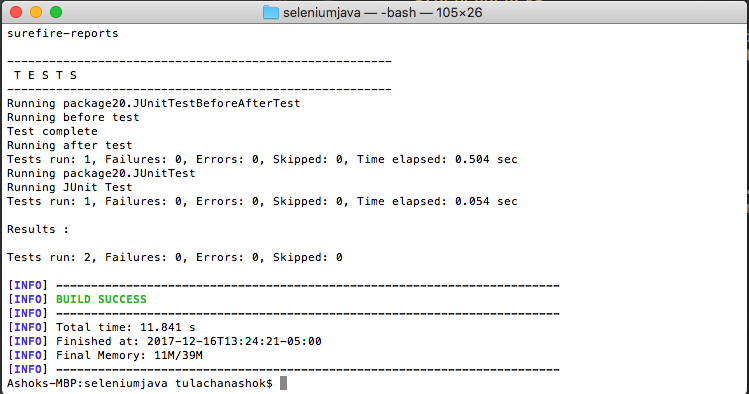 seleniumjava — -bash — 105×26
surefire-reports
-------------------------------------------------------
 T E S T S
-------------------------------------------------------
Running package20.JUnitTestBeforeAfterTest
Running before test
Test complete
Running after test
Tests run: 1, Failures: 0, Errors: 0, Skipped: 0, Time elapsed: 0.504 sec
Running package20.JUnitTest
Running JUnit Test
Tests run: 1, Failures: 0, Errors: 0, Skipped: 0, Time elapsed: 0.054 sec
Results :
Tests run: 2, Failures: 0, Errors: 0, Skipped: 0
[INFO] ------------------------------------------------------------------------
[INFO] BUILD SUCCESS
[INFO] ------------------------------------------------------------------------
[INFO] Total time: 11.841 s
[INFO] Finished at: 2017-12-16T13:24:21-05:00
[INFO] Final Memory: 11M/39M
[INFO] ------------------------------------------------------------------------
Ashoks-MBP:seleniumjava tulachanashok$